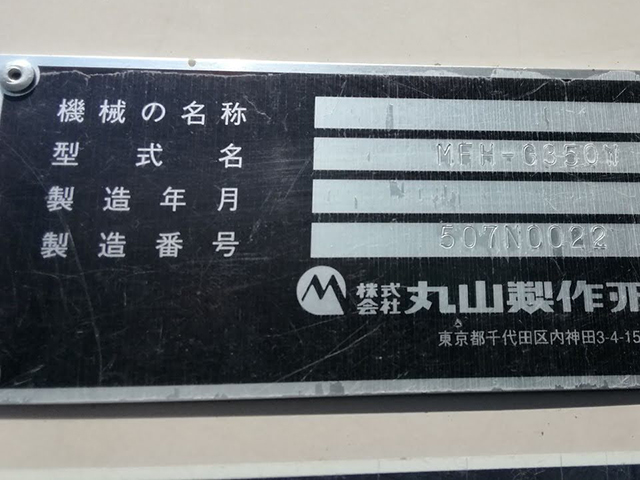 機械の名称
型式名 MFH-G350W
製造年月
製造番号 507N0022
株式会社 丸山製作所
東京都千代田区内神田3-4-15